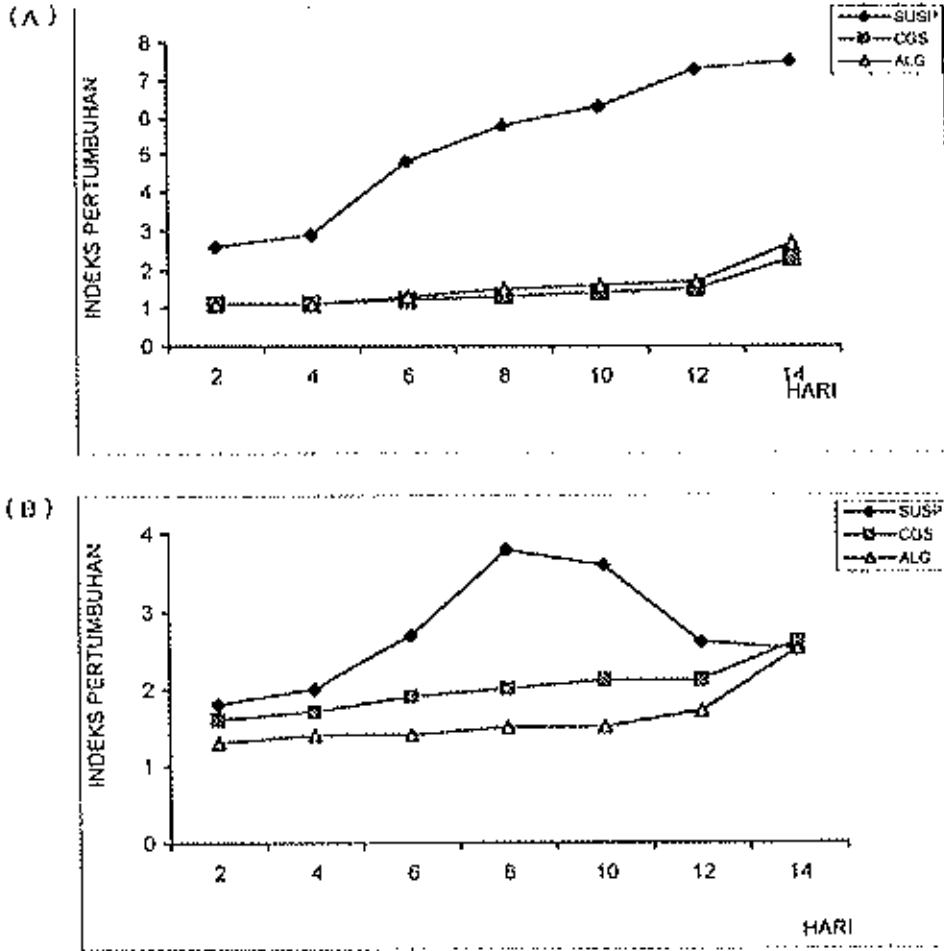 (A)
SUSP
CGS
ALG
INDEKS PERTUMBUHAN
8
7
6
5
4
3
2
1
0
2 4 6 8 10 12 14
HARI
(B)
SUSP
CGS
ALG
INDEKS PERTUMBUHAN
4
3
2
1
0
2 4 6 8 10 12 14
HARI